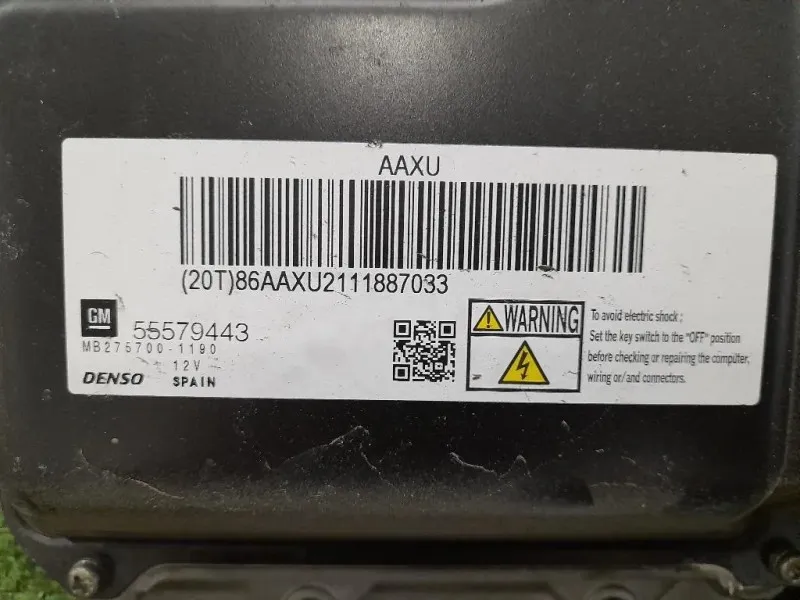 AAXU
(20T)86AAXU2111887033
GM
55579443
MB275700-1190
12V
DENSO SPAIN
WARNING
To avoid electric shock ;
Set the key switch to the "OFF" position
before checking or repairing the computer,
wiring or/and connectors.